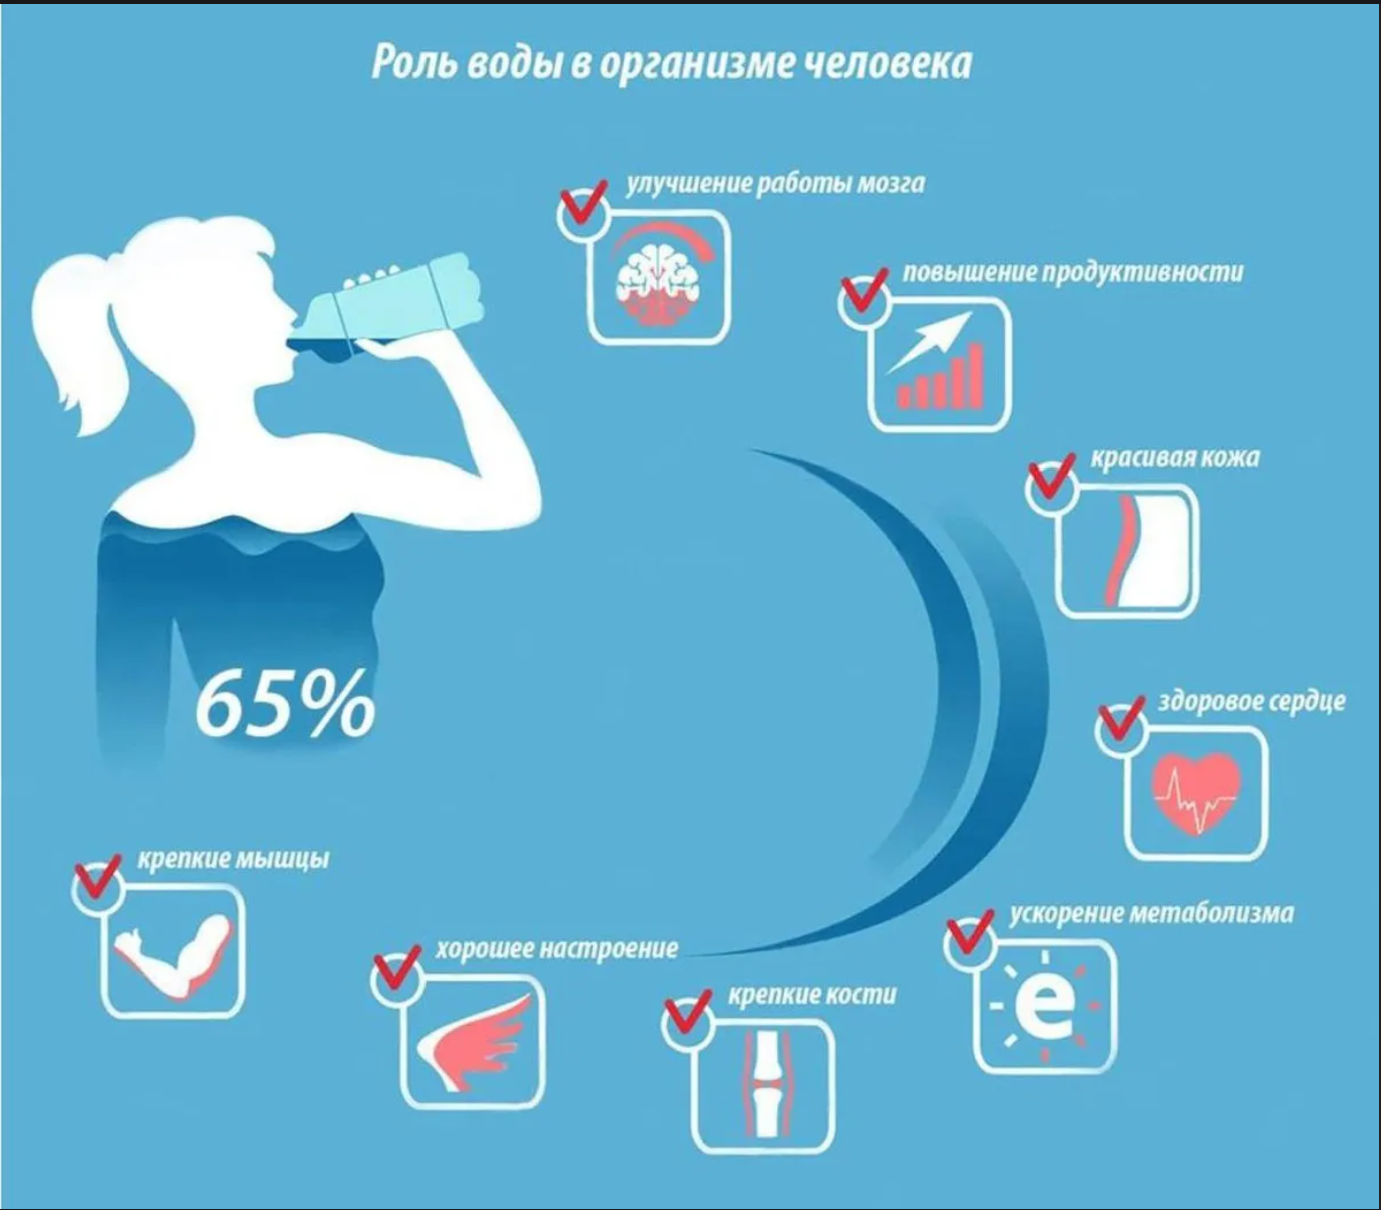 Роль воды в организме человека
улучшение работы мозга
повышение продуктивности
красивая кожа
здоровое сердце
65%
крепкие мышцы
ускорение метаболизма
хорошее настроение
крепкие кости
e